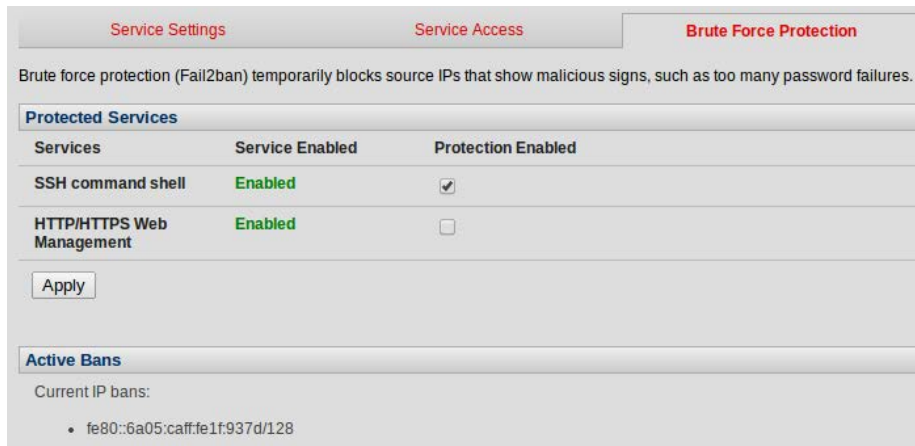 Service Settings
Service Access
Brute Force Protection
Brute force protection (Fail2ban) temporarily blocks source IPs that show malicious signs, such as too many password failures.
Protected Services
Services Service Enabled Protection Enabled
SSH command shell Enabled
HTTP/HTTPS Web Enabled
Management
Apply
Active Bans
Current IP bans:
• fe80::6a05:caff:fe1f:937d/128